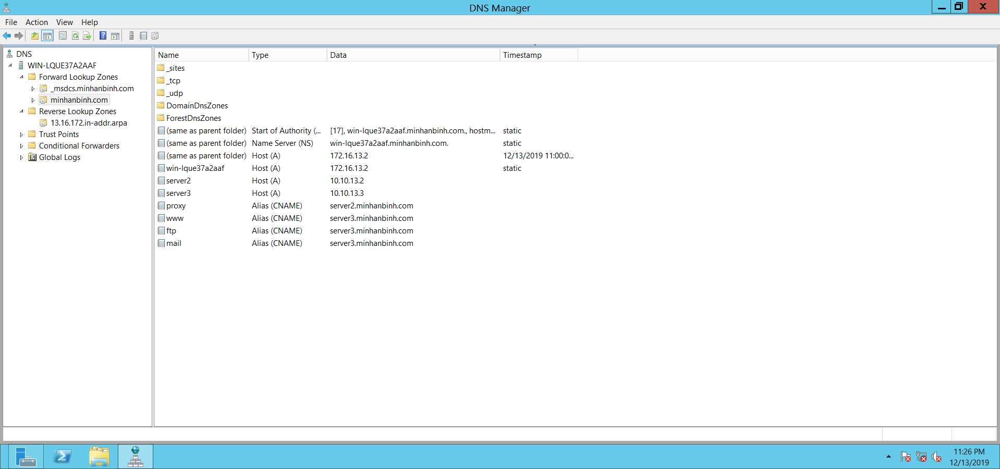 DNS Manager
File Action View Help
DNS
WIN-LQUE37A2AAF
Forward Lookup Zones
_msdcs.minhanbinh.com
minhanbinh.com
Reverse Lookup Zones
13.16.172.in-addr.arpa
Trust Points
Conditional Forwarders
Global Logs
Name Type Data Timestamp
_sites
_tcp
_udp
DomainDnsZones
ForestDnsZones
(same as parent folder) Start of Authority (... [17], win-lque37a2aaf.minhanbinh.com., hostm... static
(same as parent folder) Name Server (NS) win-lque37a2aaf.minhanbinh.com. static
(same as parent folder) Host (A) 172.16.13.2 12/13/2019 11:00:0...
win-lque37a2aaf Host (A) 172.16.13.2 static
server2 Host (A) 10.10.13.2
server3 Host (A) 10.10.13.3
proxy Alias (CNAME) server2.minhanbinh.com
www Alias (CNAME) server3.minhanbinh.com
ftp Alias (CNAME) server3.minhanbinh.com
mail Alias (CNAME) server3.minhanbinh.com
11:26 PM
12/13/2019